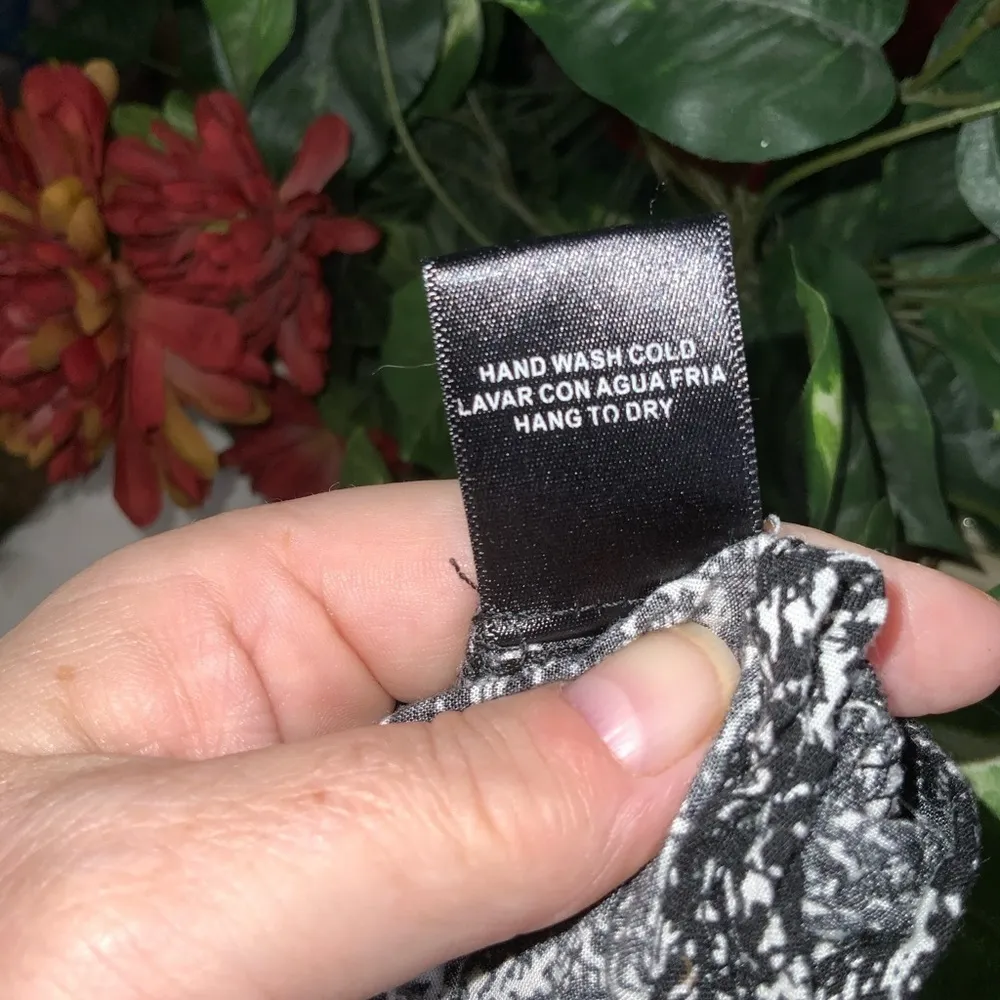 HAND WASH COLD
LAVAR CON AGUA FRIA
HANG TO DRY